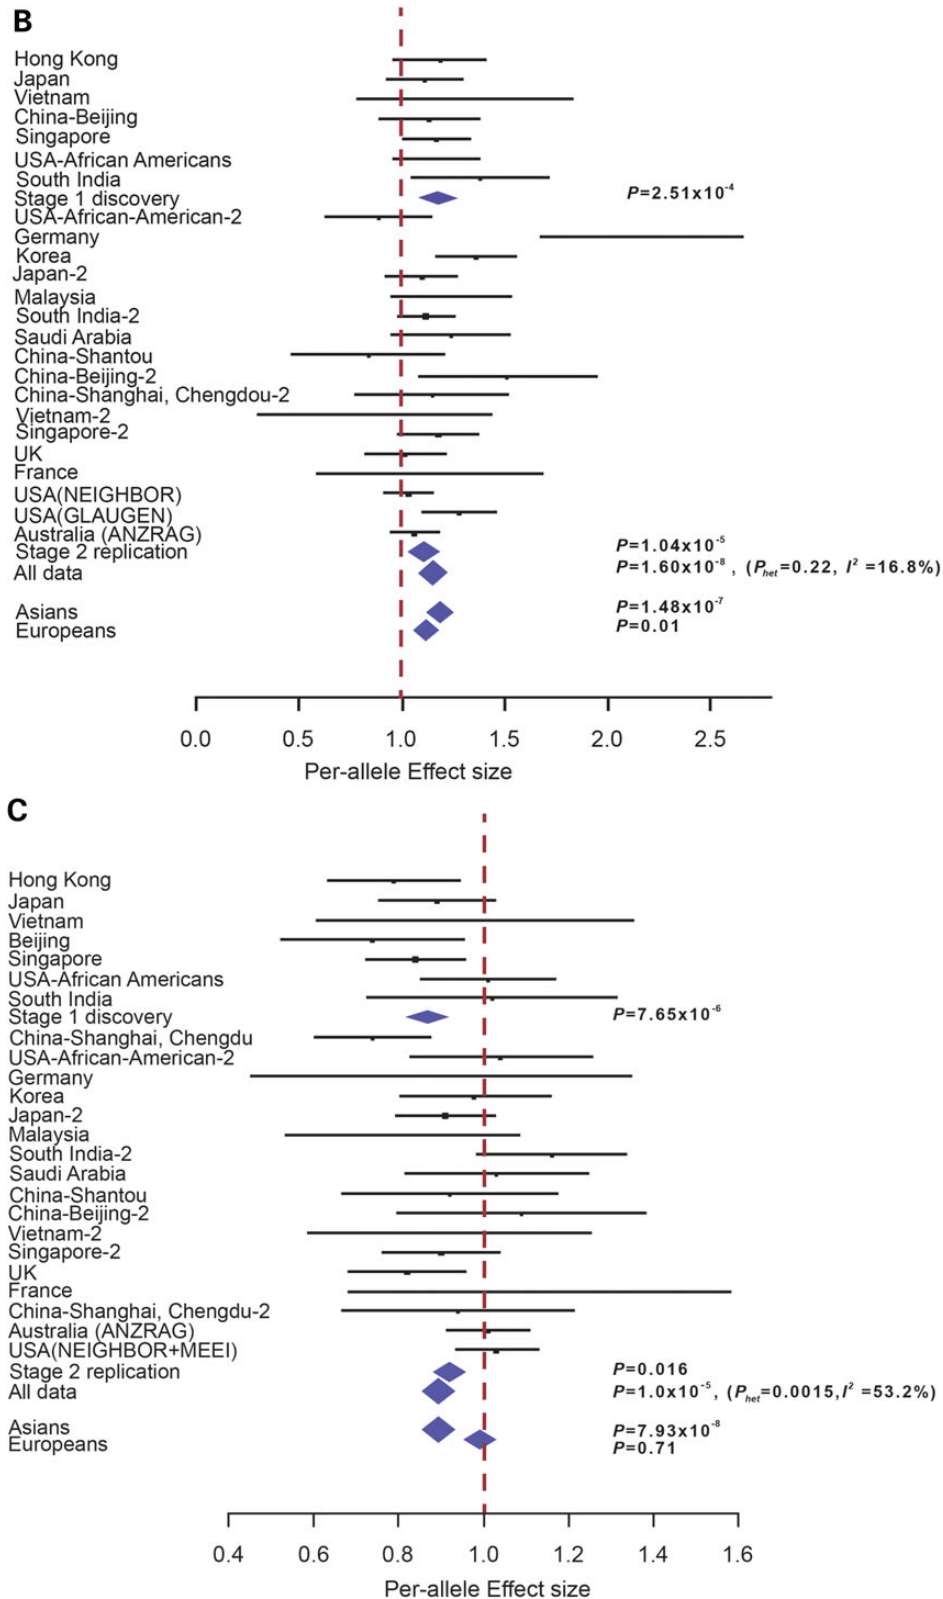 B
Hong Kong
Japan
Vietnam
China-Beijing
Singapore
USA-African Americans
South India
Stage 1 discovery P=2.51x10-4
USA-African-American-2
Germany
Korea
Japan-2
Malaysia
South India-2
Saudi Arabia
China-Shantou
China-Beijing-2
China-Shanghai, Chengdou-2
Vietnam-2
Singapore-2
UK
France
USA(NEIGHBOR)
USA(GLAUGEN)
Australia (ANZRAG)
Stage 2 replication P=1.04x10-5
All data P=1.60x10-8 , (Phet=0.22, I2 =16.8%)
Asians P=1.48x10-7
Europeans P=0.01
0.0 0.5 1.0 1.5 2.0 2.5
Per-allele Effect size
C
Hong Kong
Japan
Vietnam
Beijing
Singapore
USA-African Americans
South India
Stage 1 discovery P=7.65x10-6
China-Shanghai, Chengdu
USA-African-American-2
Germany
Korea
Japan-2
Malaysia
South India-2
Saudi Arabia
China-Shantou
China-Beijing-2
Vietnam-2
Singapore-2
UK
France
China-Shanghai, Chengdu-2
Australia (ANZRAG)
USA(NEIGHBOR+MEEI)
Stage 2 replication P=0.016
All data P=1.0x10-5, (Phet=0.0015,I2 =53.2%)
Asians P=7.93x10-8
Europeans P=0.71
0.4 0.6 0.8 1.0 1.2 1.4 1.6
Per-allele Effect size